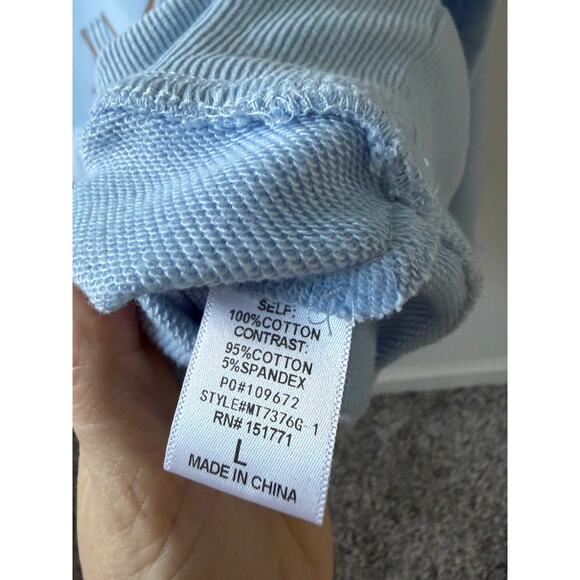 SELF:
100%COTTON
CONTRAST:
95%COTTON
5%SPANDEX
PO#109672
STYLE#MT7376G-1
RN# 151771
L
MADE IN CHINA